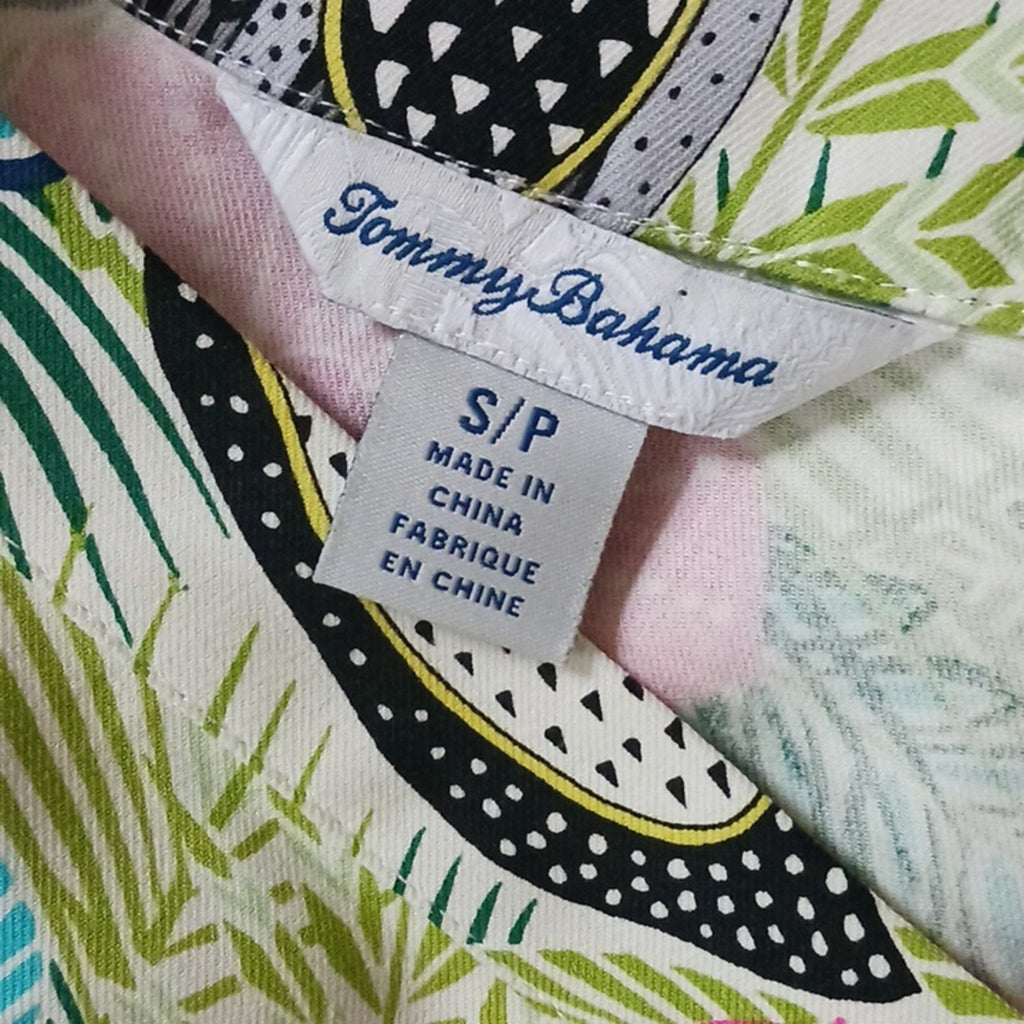 Tommy Bahama
S/P
MADE IN
CHINA
FABRIQUE
EN CHINE